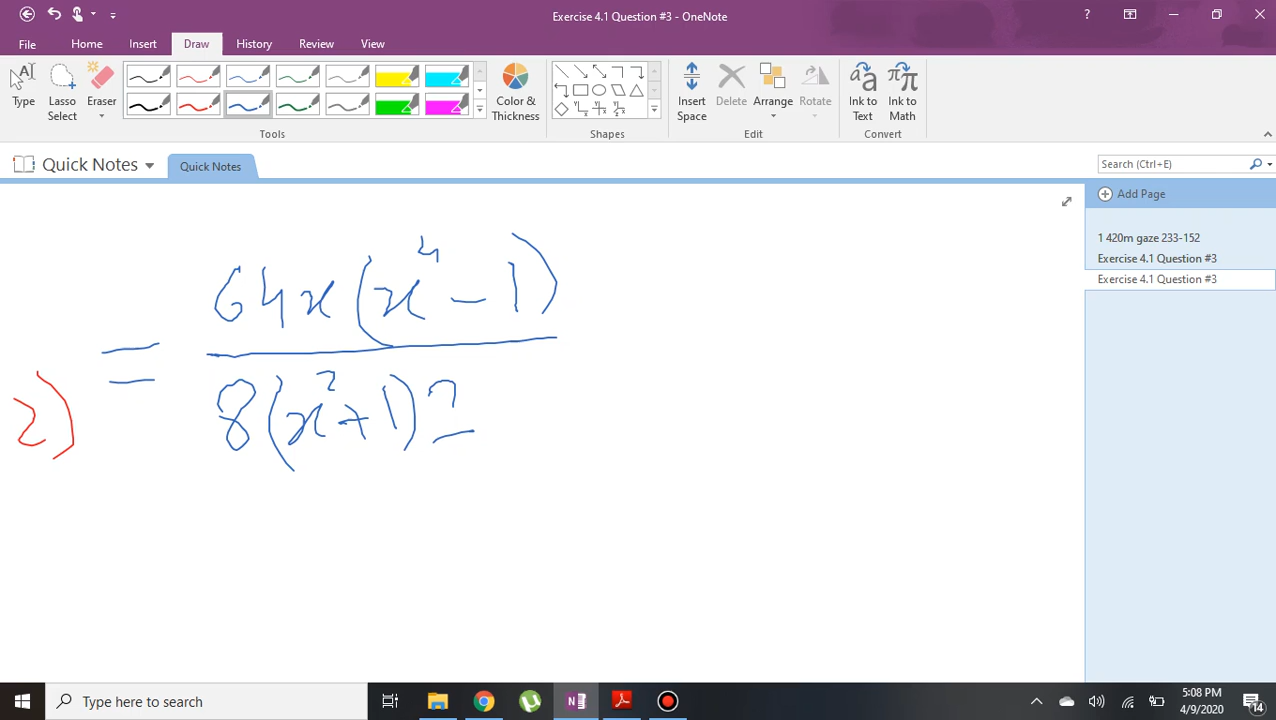 Exercise 4.1 Question #3 - OneNote
File Home Insert Draw History Review View
Type
Lasso Select
Eraser
Color & Thickness
Insert Space
Delete
Arrange
Rotate
Ink to Text
Ink to Math
Tools
Shapes
Edit
Convert
Quick Notes
Quick Notes
Search (Ctrl+E)
Add Page
1 420m gaze 233-152
Exercise 4.1 Question #3
Exercise 4.1 Question #3
= 64x(x^4 - 1)
8(x^2+1)2
2)
Type here to search
5:08 PM
4/9/2020
14